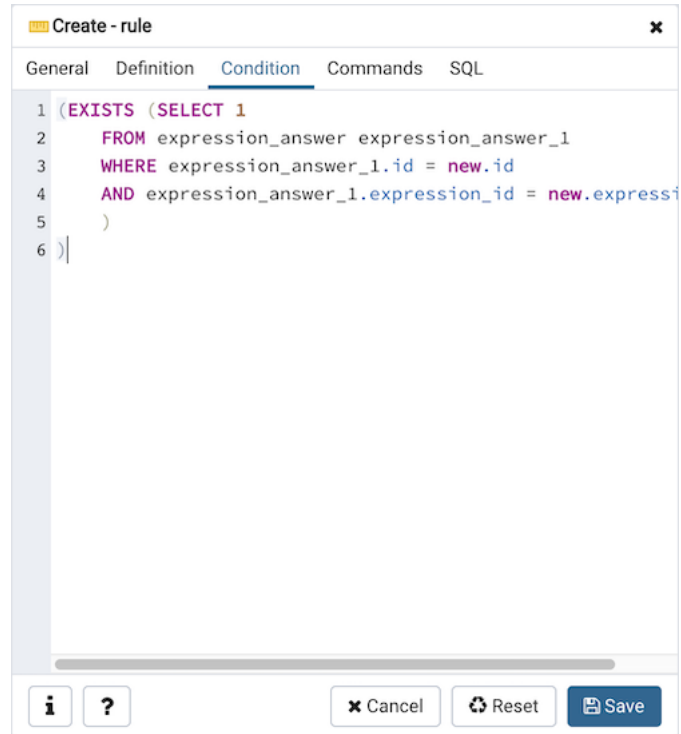 Create - rule
General Definition Condition Commands SQL
1 (EXISTS (SELECT 1
2 FROM expression_answer expression_answer_1
3 WHERE expression_answer_1.id = new.id
4 AND expression_answer_1.expression_id = new.expressi
5 )
6 )
i ? Cancel Reset Save